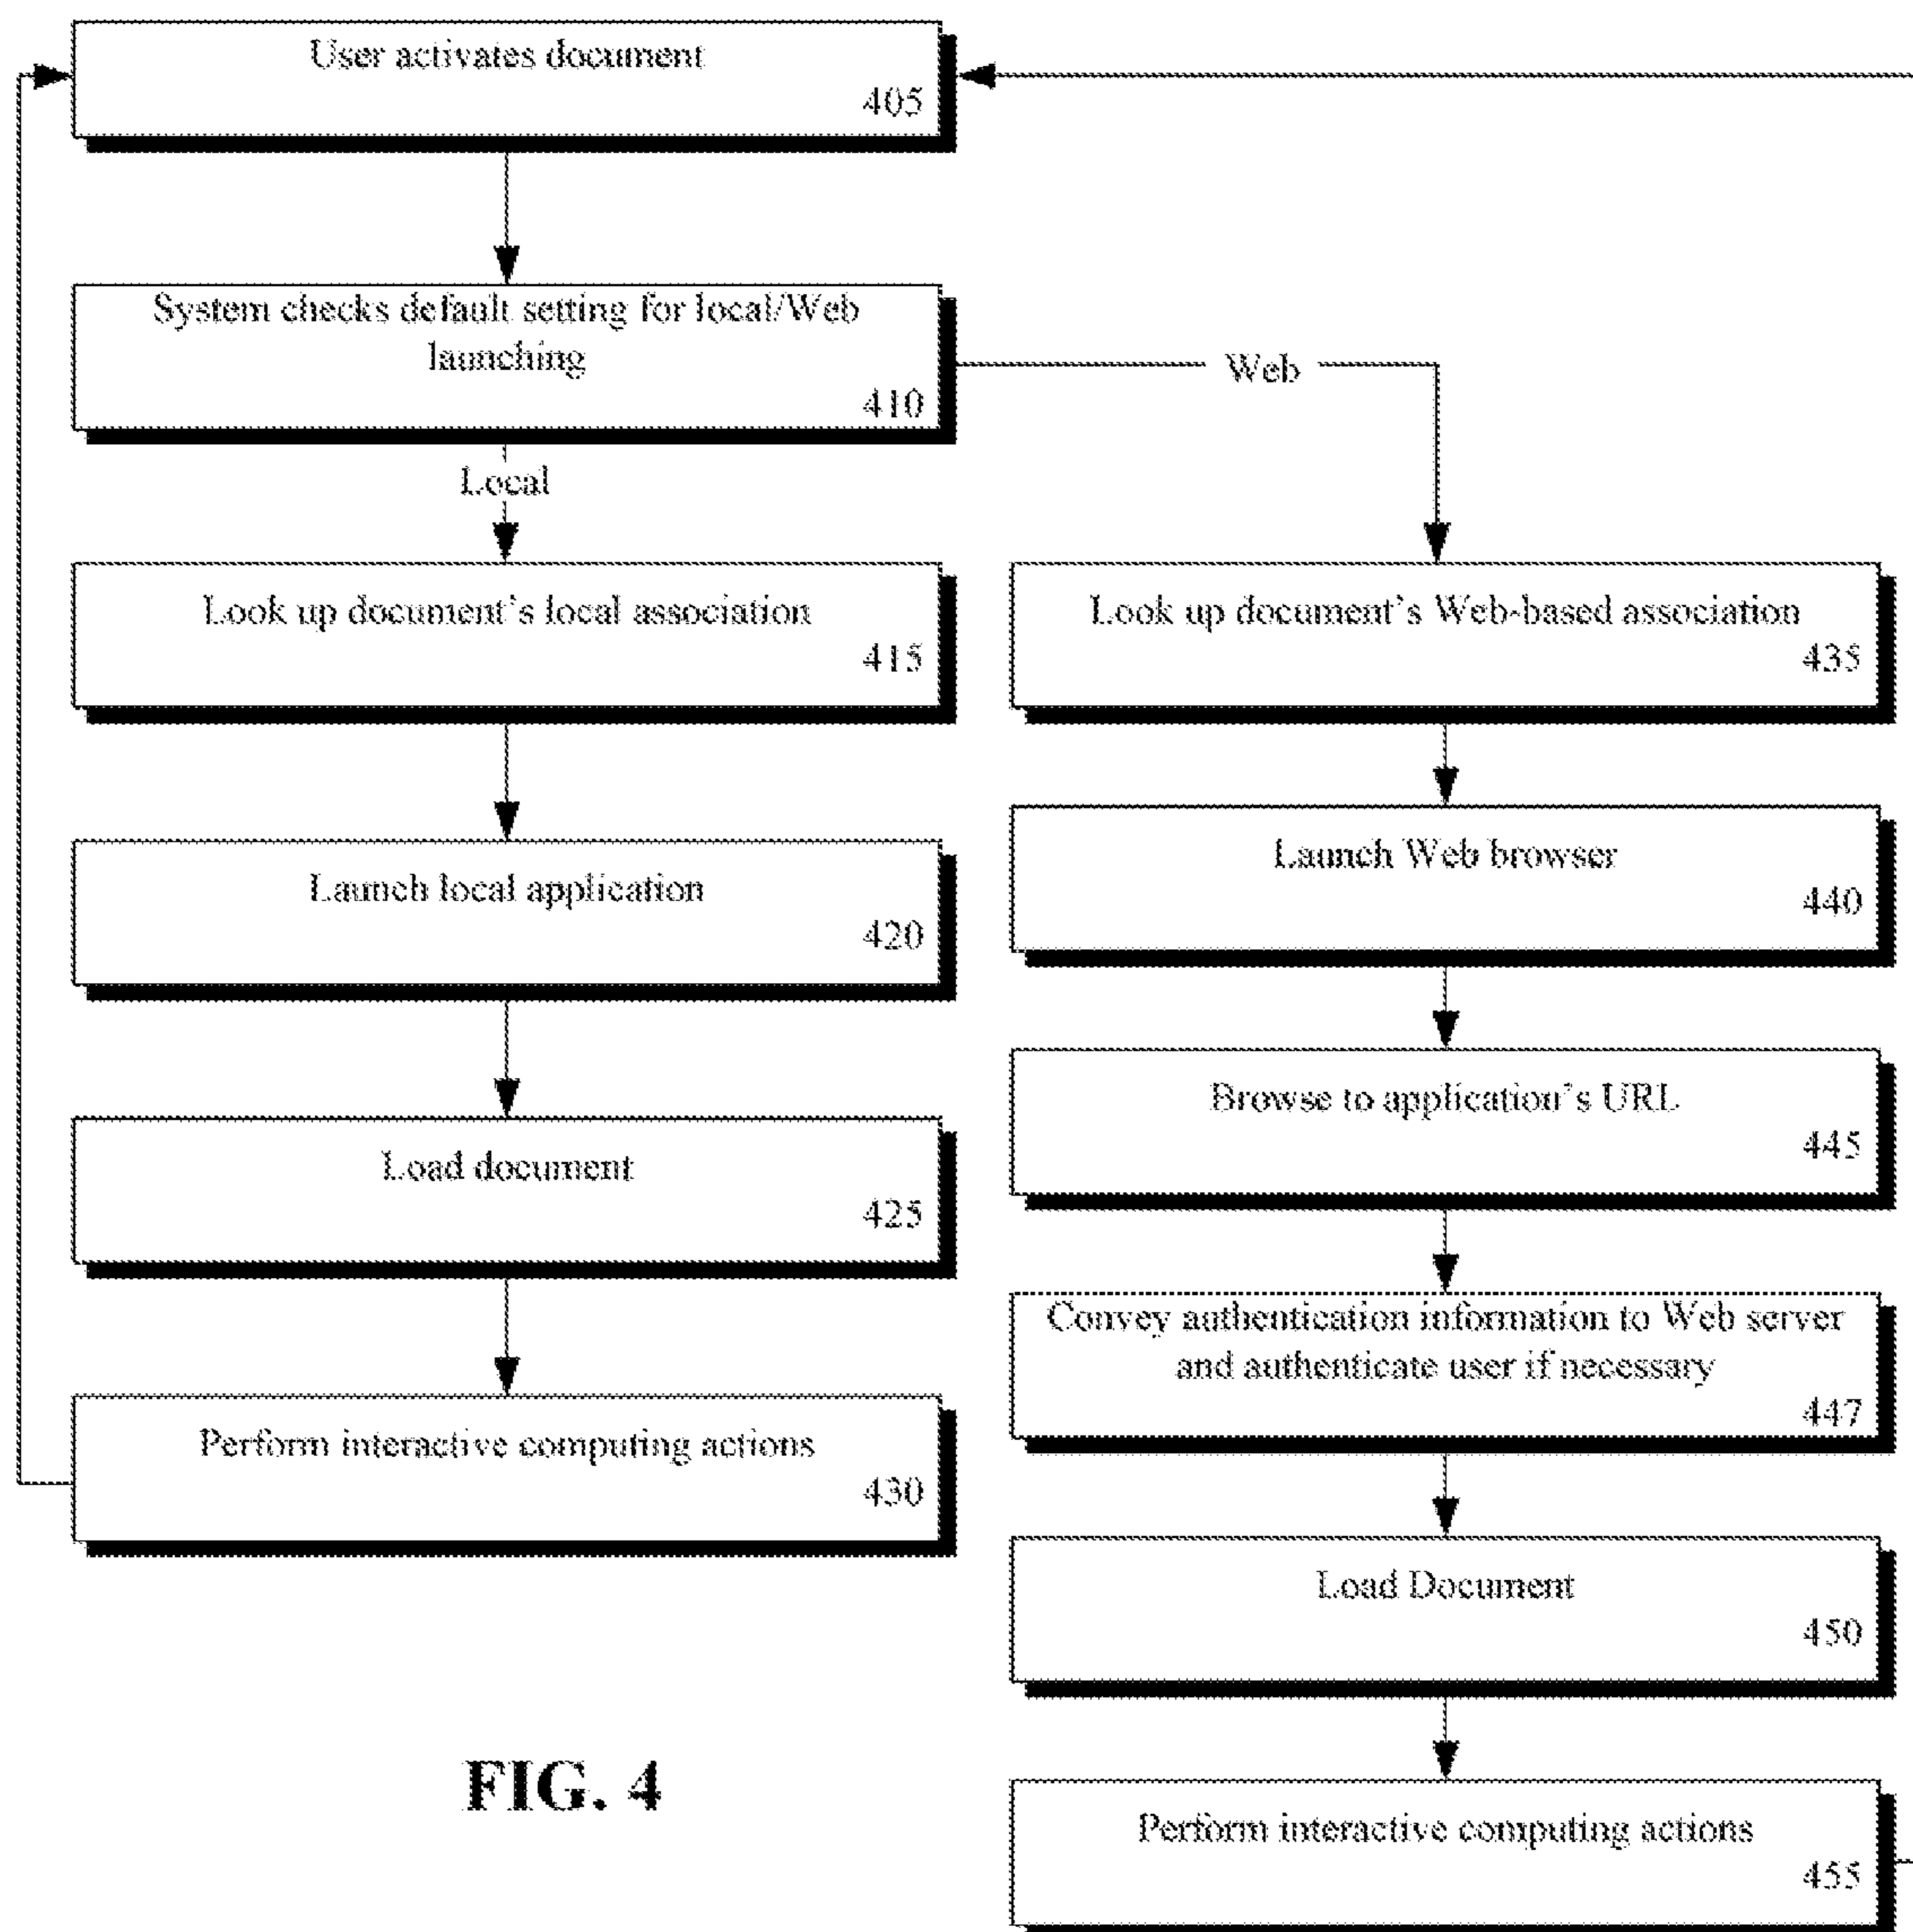 User activates document
405
System checks default setting for local/Web
launching
410
Web
Local
Look up document's local association
415
Launch local application
420
Load document
425
Perform interactive computing actions
430
Look up document's Web-based association
435
Launch Web browser
440
Browse to application's URL
445
Convey authentication information to Web server
and authenticate user if necessary
447
Load Document
450
Perform interactive computing actions
455
FIG. 4